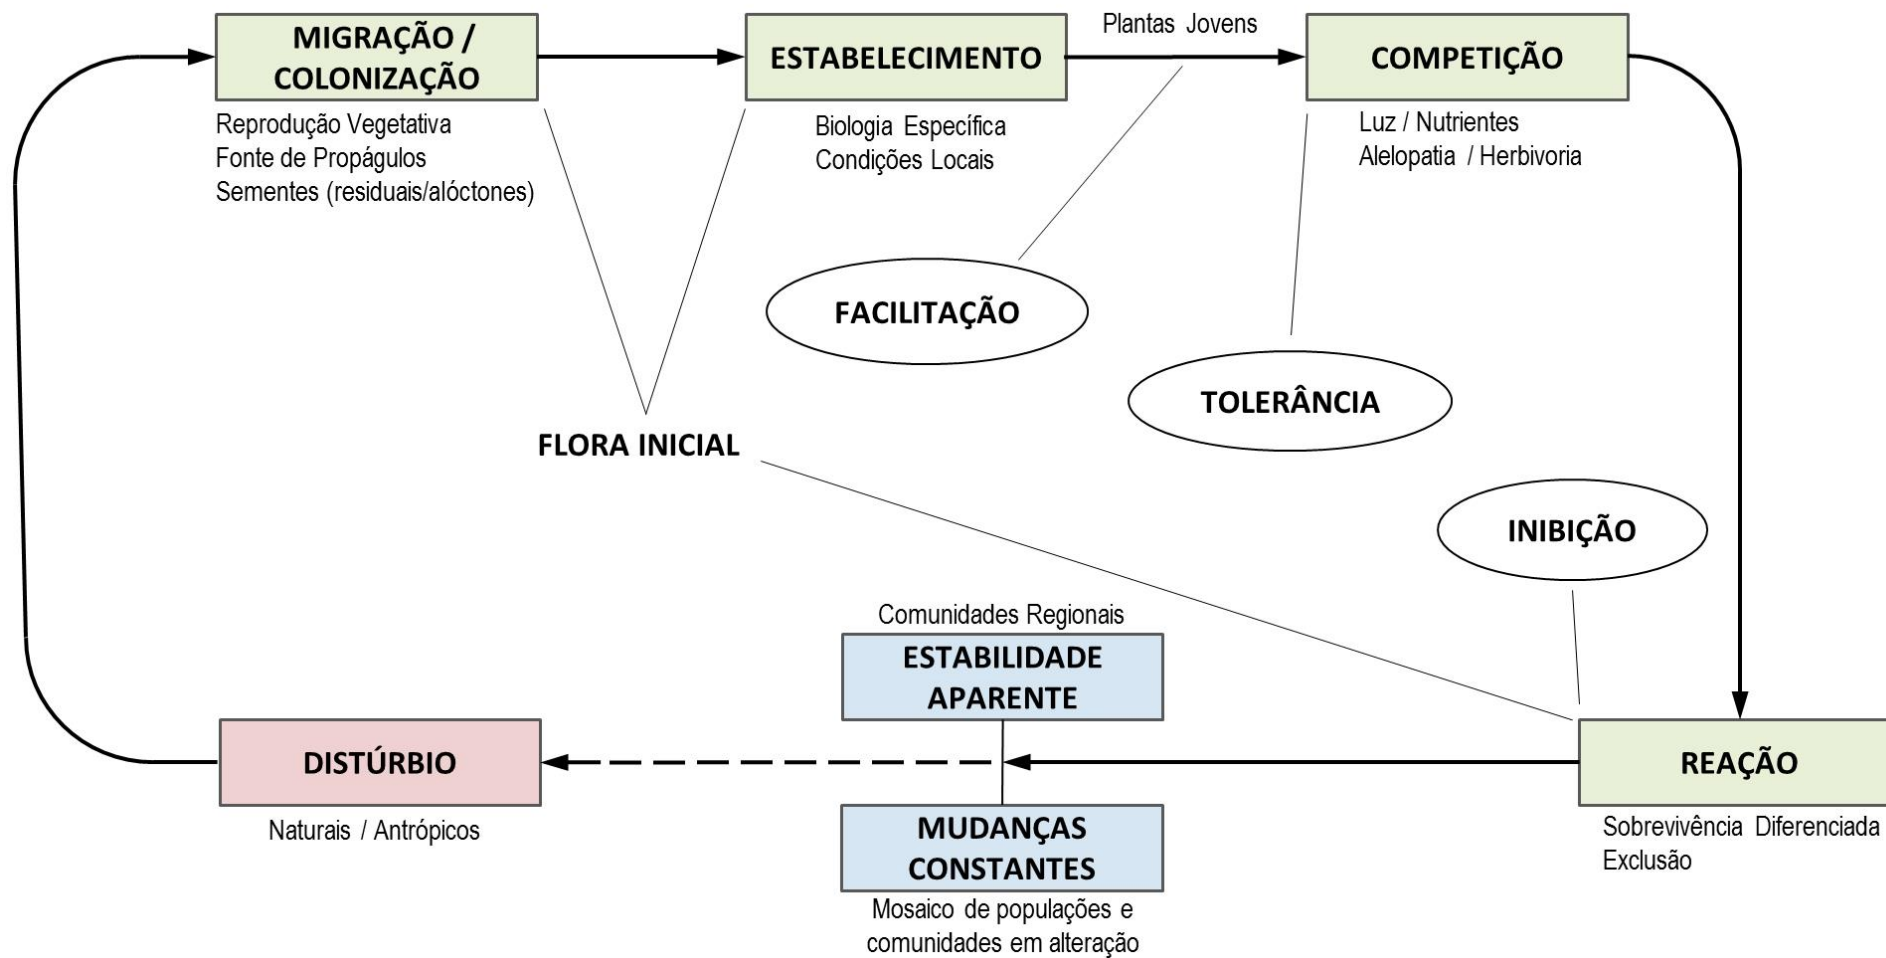 MIGRAÇÃO /
COLONIZAÇÃO
Reprodução Vegetativa
Fonte de Propágulos
Sementes (residuais/alóctones)
ESTABELECIMENTO
Biologia Específica
Condições Locais
Plantas Jovens
COMPETIÇÃO
Luz / Nutrientes
Alelopatia / Herbivoria
FACILITAÇÃO
TOLERÂNCIA
FLORA INICIAL
INIBIÇÃO
Comunidades Regionais
ESTABILIDADE
APARENTE
DISTÚRBIO
Naturais / Antrópicos
MUDANÇAS
CONSTANTES
Mosaico de populações e
comunidades em alteração
REAÇÃO
Sobrevivência Diferenciada
Exclusão